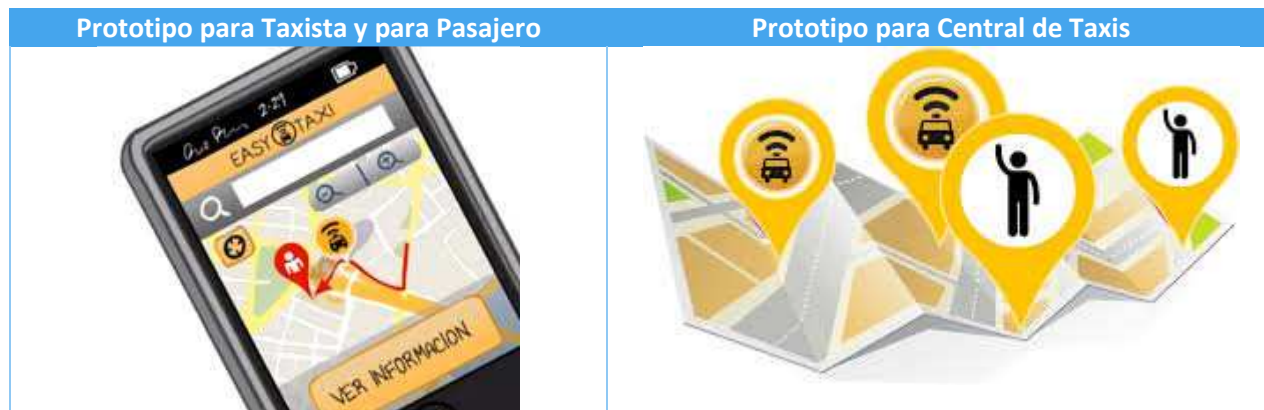 Prototipo para Taxista y para Pasajero
Prototipo para Central de Taxis
2:29
EASY TAXI
VER INFORMACION